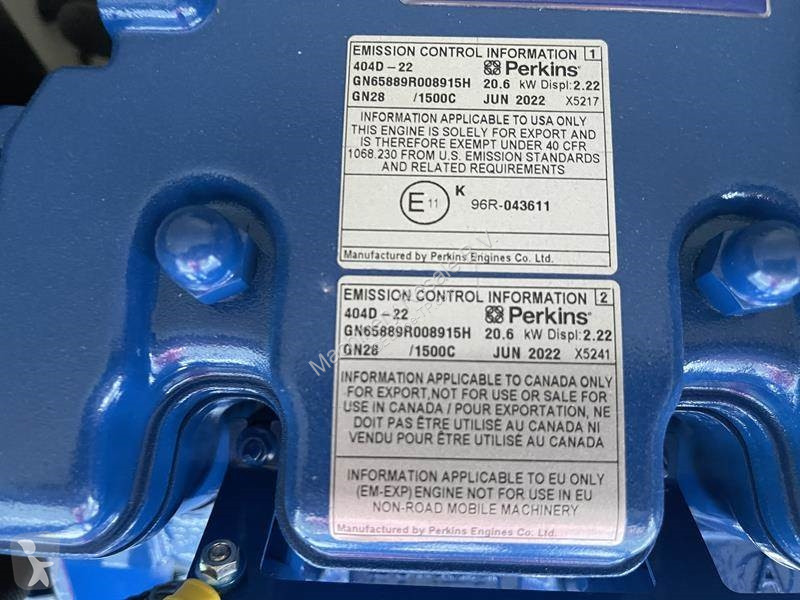 EMISSION CONTROL INFORMATION 1
404D-22 Perkins
GN65889R008915H 20.6 kW Displ:2.22
GN28 /1500C JUN 2022 X5217
INFORMATION APPLICABLE TO USA ONLY
THIS ENGINE IS SOLELY FOR EXPORT AND
IS THEREFORE EXEMPT UNDER 40 CFR
1068.230 FROM U.S. EMISSION STANDARDS
AND RELATED REQUIREMENTS
E 11 K 96R-043611
Manufactured by Perkins Engines Co. Ltd.
EMISSION CONTROL INFORMATION 2
404D-22 Perkins
GN65889R008915H 20.6 kW Displ:2.22
GN28 /1500C JUN 2022 X5241
INFORMATION APPLICABLE TO CANADA ONLY
FOR EXPORT,NOT FOR USE OR SALE FOR
USE IN CANADA / POUR EXPORTATION, NE
DOIT PAS ÊTRE UTILISÉ AU CANADA NI
VENDU POUR ÊTRE UTILISÉ AU CANADA
INFORMATION APPLICABLE TO EU ONLY
(EM-EXP) ENGINE NOT FOR USE IN EU
NON-ROAD MOBILE MACHINERY
Manufactured by Perkins Engines Co. Ltd.